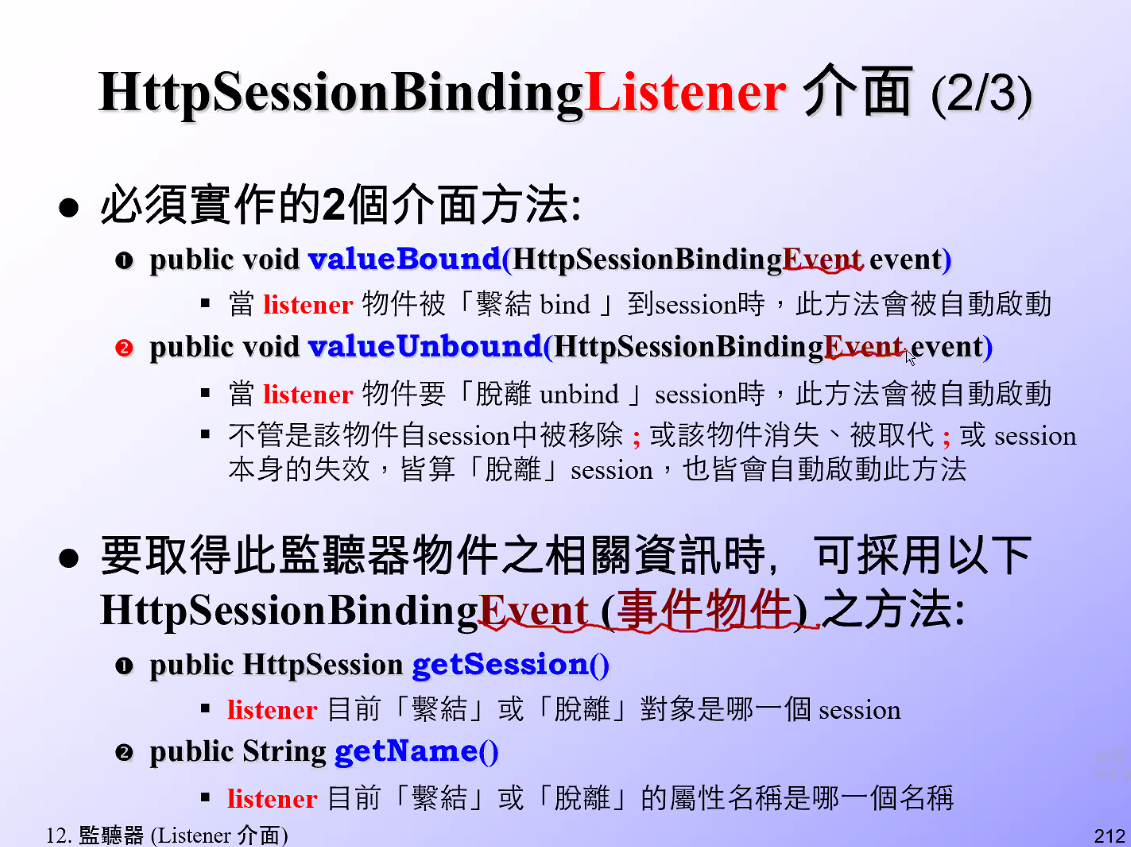 HttpSessionBindingListener 介面 (2/3)
● 必須實作的2個介面方法:
❶ public void valueBound(HttpSessionBindingEvent event)
▪ 當 listener 物件被「繫結 bind 」到session時，此方法會被自動啟動
❷ public void valueUnbound(HttpSessionBindingEvent event)
▪ 當 listener 物件要「脫離 unbind 」session時，此方法會被自動啟動
▪ 不管是該物件自session中被移除 ; 或該物件消失、被取代 ; 或 session
本身的失效，皆算「脫離」session，也皆會自動啟動此方法
● 要取得此監聽器物件之相關資訊時，可採用以下
HttpSessionBindingEvent (事件物件) 之方法:
❶ public HttpSession getSession()
▪ listener 目前「繫結」或「脫離」對象是哪一個 session
❷ public String getName()
▪ listener 目前「繫結」或「脫離」的屬性名稱是哪一個名稱
12. 監聽器 (Listener 介面)
212